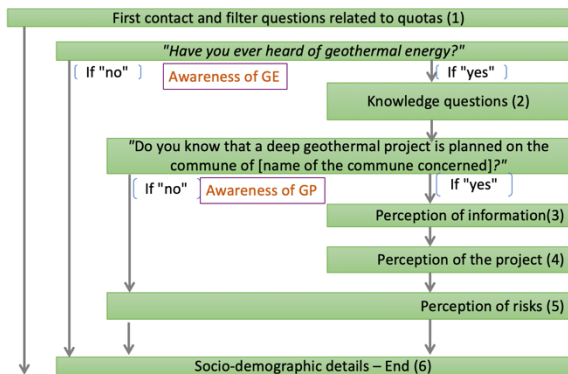 First contact and filter questions related to quotas (1)
"Have you ever heard of geothermal energy?"
If "no"
Awareness of GE
If "yes"
Knowledge questions (2)
"Do you know that a deep geothermal project is planned on the
commune of [name of the commune concerned]?"
If "no"
Awareness of GP
If "yes"
Perception of information(3)
Perception of the project (4)
Perception of risks (5)
Socio-demographic details – End (6)